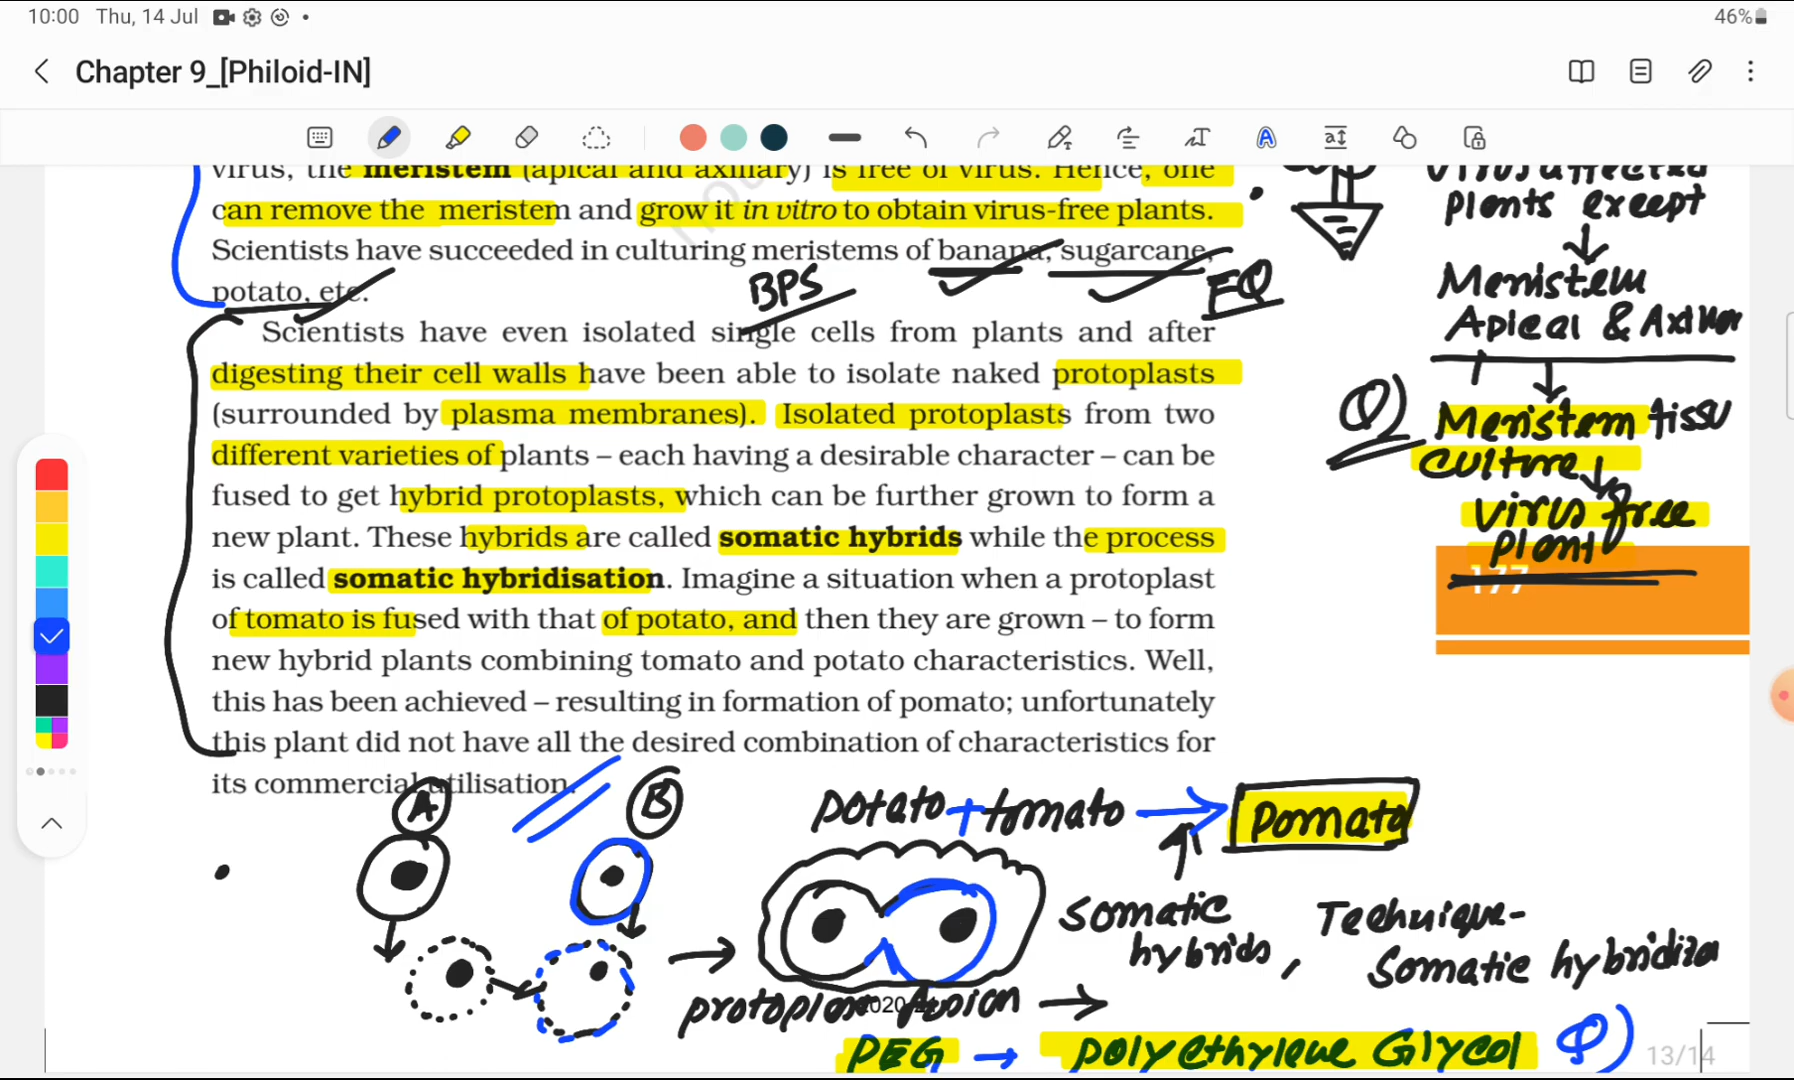 10:00 Thu, 14 Jul
46%
Chapter 9_[Philoid-IN]
virus, the meristem (apical and axillary) is free of virus. Hence, one
can remove the meristem and grow it in vitro to obtain virus-free plants.
Scientists have succeeded in culturing meristems of banana, sugarcane,
potato, etc.
BPS
EQ
Scientists have even isolated single cells from plants and after
digesting their cell walls have been able to isolate naked protoplasts
(surrounded by plasma membranes). Isolated protoplasts from two
different varieties of plants – each having a desirable character – can be
fused to get hybrid protoplasts, which can be further grown to form a
new plant. These hybrids are called somatic hybrids while the process
is called somatic hybridisation. Imagine a situation when a protoplast
of tomato is fused with that of potato, and then they are grown – to form
new hybrid plants combining tomato and potato characteristics. Well,
this has been achieved – resulting in formation of pomato; unfortunately
this plant did not have all the desired combination of characteristics for
its commercial utilisation.
Virus affected
plants except
Meristem
Apical &
Q)
Meristem tissu
culture
virus free
plant
177
A
B
potato + tomato → Pomato
somatic
hybrids,
Technique-
Somatic
fusion
PEG → polyethylene Glycol
13/14